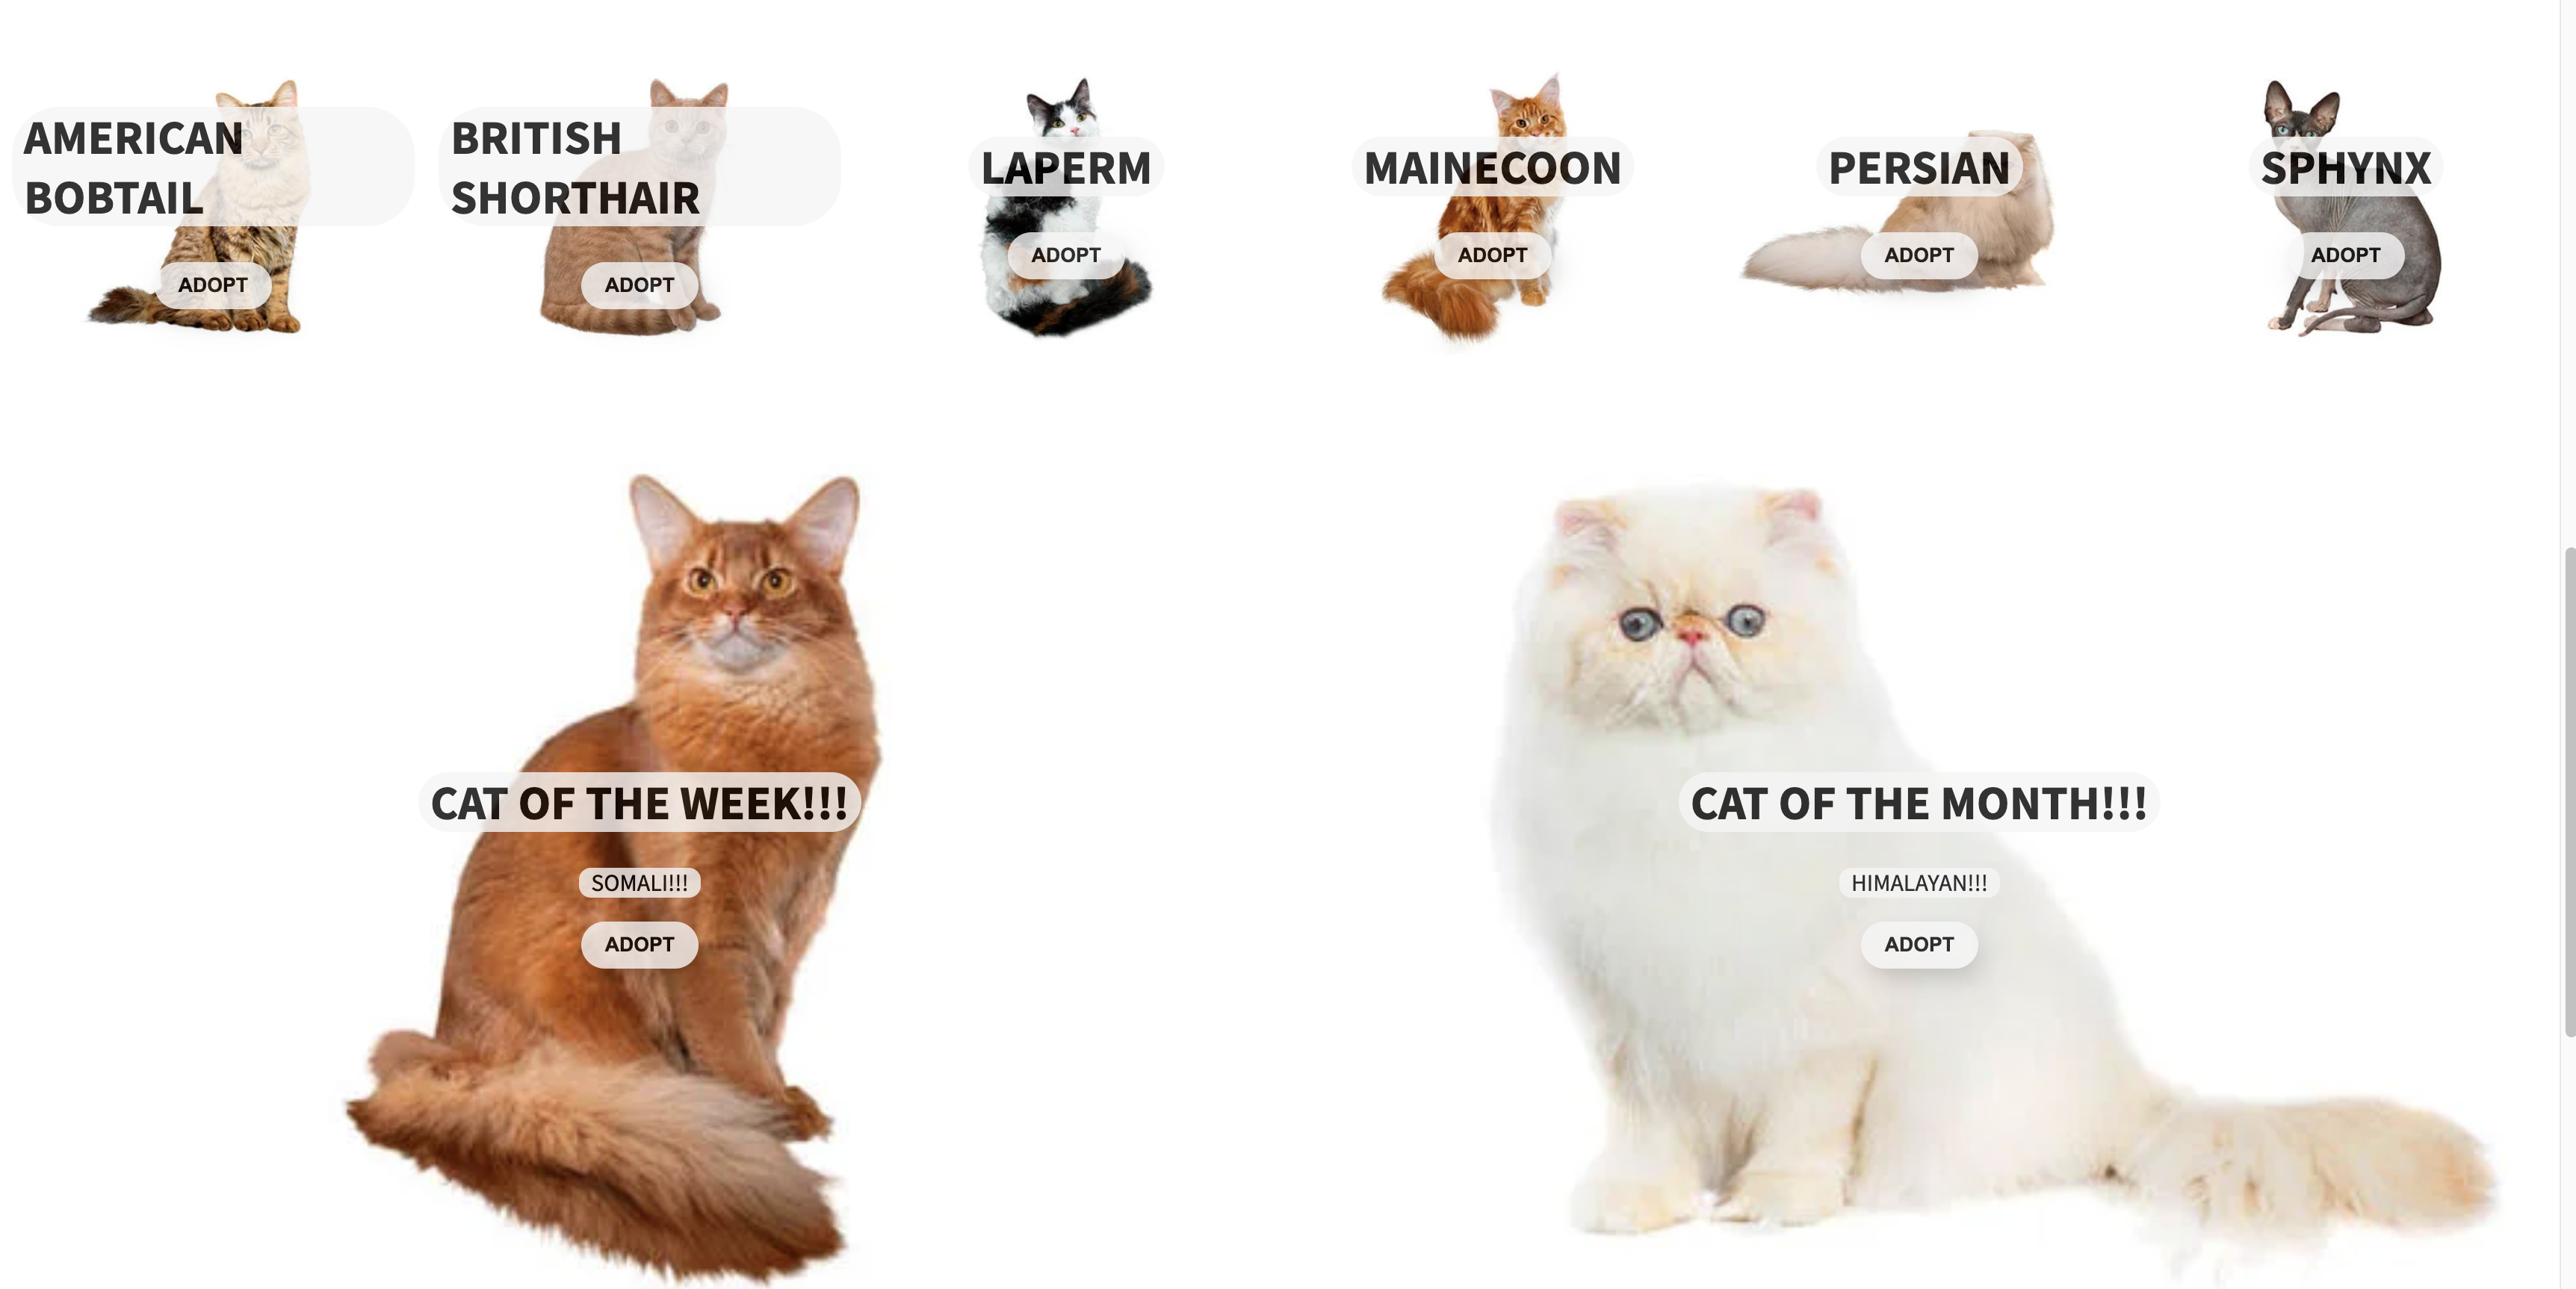 AMERICAN
BOBTAIL
ADOPT
BRITISH
SHORTHAIR
ADOPT
LAPERM
ADOPT
MAINECOON
ADOPT
PERSIAN
ADOPT
SPHYNX
ADOPT
CAT OF THE WEEK!!!
SOMALI!!!
ADOPT
CAT OF THE MONTH!!!
HIMALAYAN!!!
ADOPT